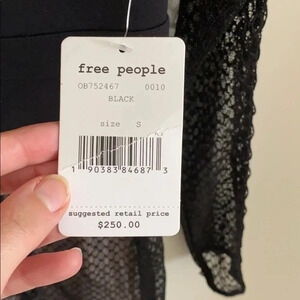 free people
OB752467 0010
BLACK
size S
1 90383 84687 3
suggested retail price
$250.00